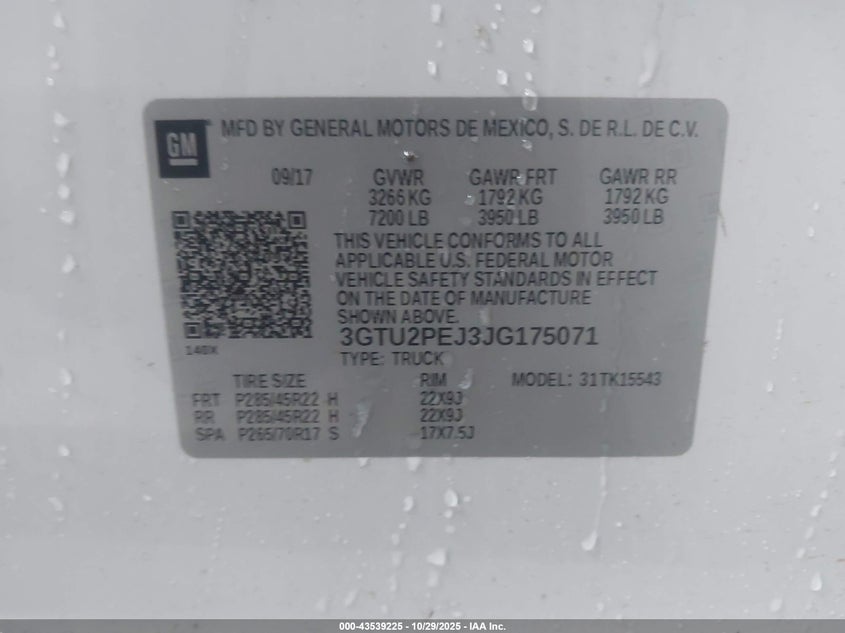 GM
MFD BY GENERAL MOTORS DE MEXICO, S. DE R.L. DE C.V.
09/17 GVWR GAWR FRT GAWR RR
3266 KG 1792 KG 1792 KG
7200 LB 3950 LB 3950 LB
THIS VEHICLE CONFORMS TO ALL
APPLICABLE U.S. FEDERAL MOTOR
VEHICLE SAFETY STANDARDS IN EFFECT
ON THE DATE OF MANUFACTURE
SHOWN ABOVE.
3GTU2PEJ3JG175071
140X
TYPE: TRUCK
TIRE SIZE RIM MODEL: 31TK15543
FRT P285/45R22 H 22X9J
RR P285/45R22 H 22X9J
SPA P265/70R17 S 17X7.5J
000-43539225 - 10/29/2025 - IAA Inc.